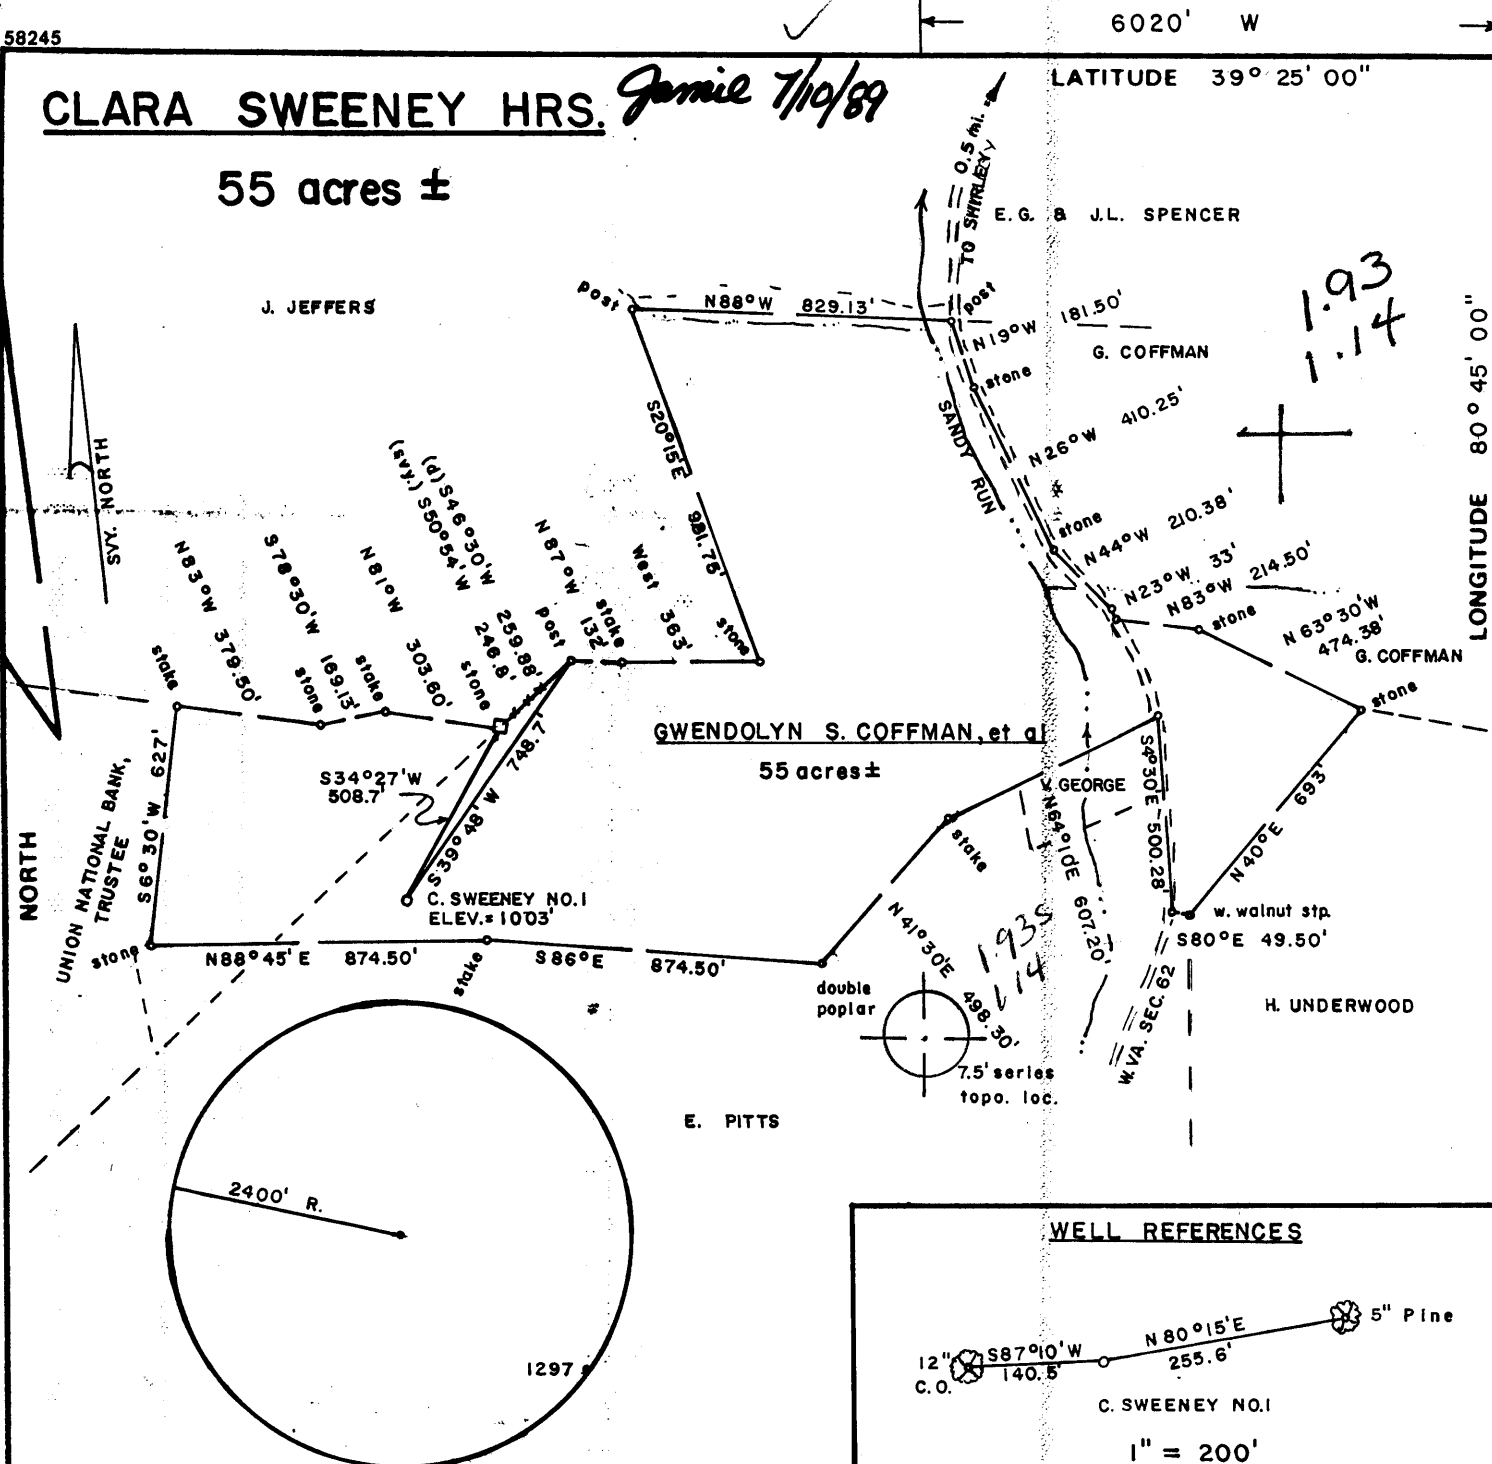 58245
6020' W
CLARA SWEENEY HRS.
Jamie 7/10/89
LATITUDE 39° 25' 00"
55 acres ±
0.5 mi.
TO SHIRLEY
E.G. & J.L. SPENCER
J. JEFFERS
post
N88°W 829.13'
post
N19°W 181.50'
G. COFFMAN
1.93
1.14
LONGITUDE 80° 45' 00"
stone
N26°W 410.25'
SANDY RUN
S20°15'E 981.75'
SVY. NORTH
stone
N44°W 210.38'
N23°W 33'
N83°W 214.50'
stone
N63°30'W
474.38'
G. COFFMAN
stone
stake
N83°W 379.50'
stone
S78°30'W 169.13'
stake
N81°W 303.60'
stone
(svy.) S50°54'W 246.8'
(d) S46°30'W 259.88'
post
N87°W 132'
stake
West 363'
stone
748.7'
S39°48'W
S34°27'W
508.7'
GWENDOLYN S. COFFMAN, et al
55 acres ±
GEORGE
V
N64°10'E 607.20'
S4°30'E 500.28'
N40°E 693'
stake
S6°30'W 627'
UNION NATIONAL BANK,
TRUSTEE
NORTH
C. SWEENEY NO.1
ELEV.= 1003'
w. walnut stp.
S80°E 49.50'
stone
N88°45'E 874.50'
stake
S86°E 874.50'
double
poplar
N41°30'E 498.30'
1.935
1.14
7.5' series
topo. loc.
W.VA. SEC. 62
H. UNDERWOOD
E. PITTS
2400' R.
1297
WELL REFERENCES
5" Pine
N80°15'E
255.6'
S87°10'W
140.5'
12"
C.O.
C. SWEENEY NO.1
1" = 200'